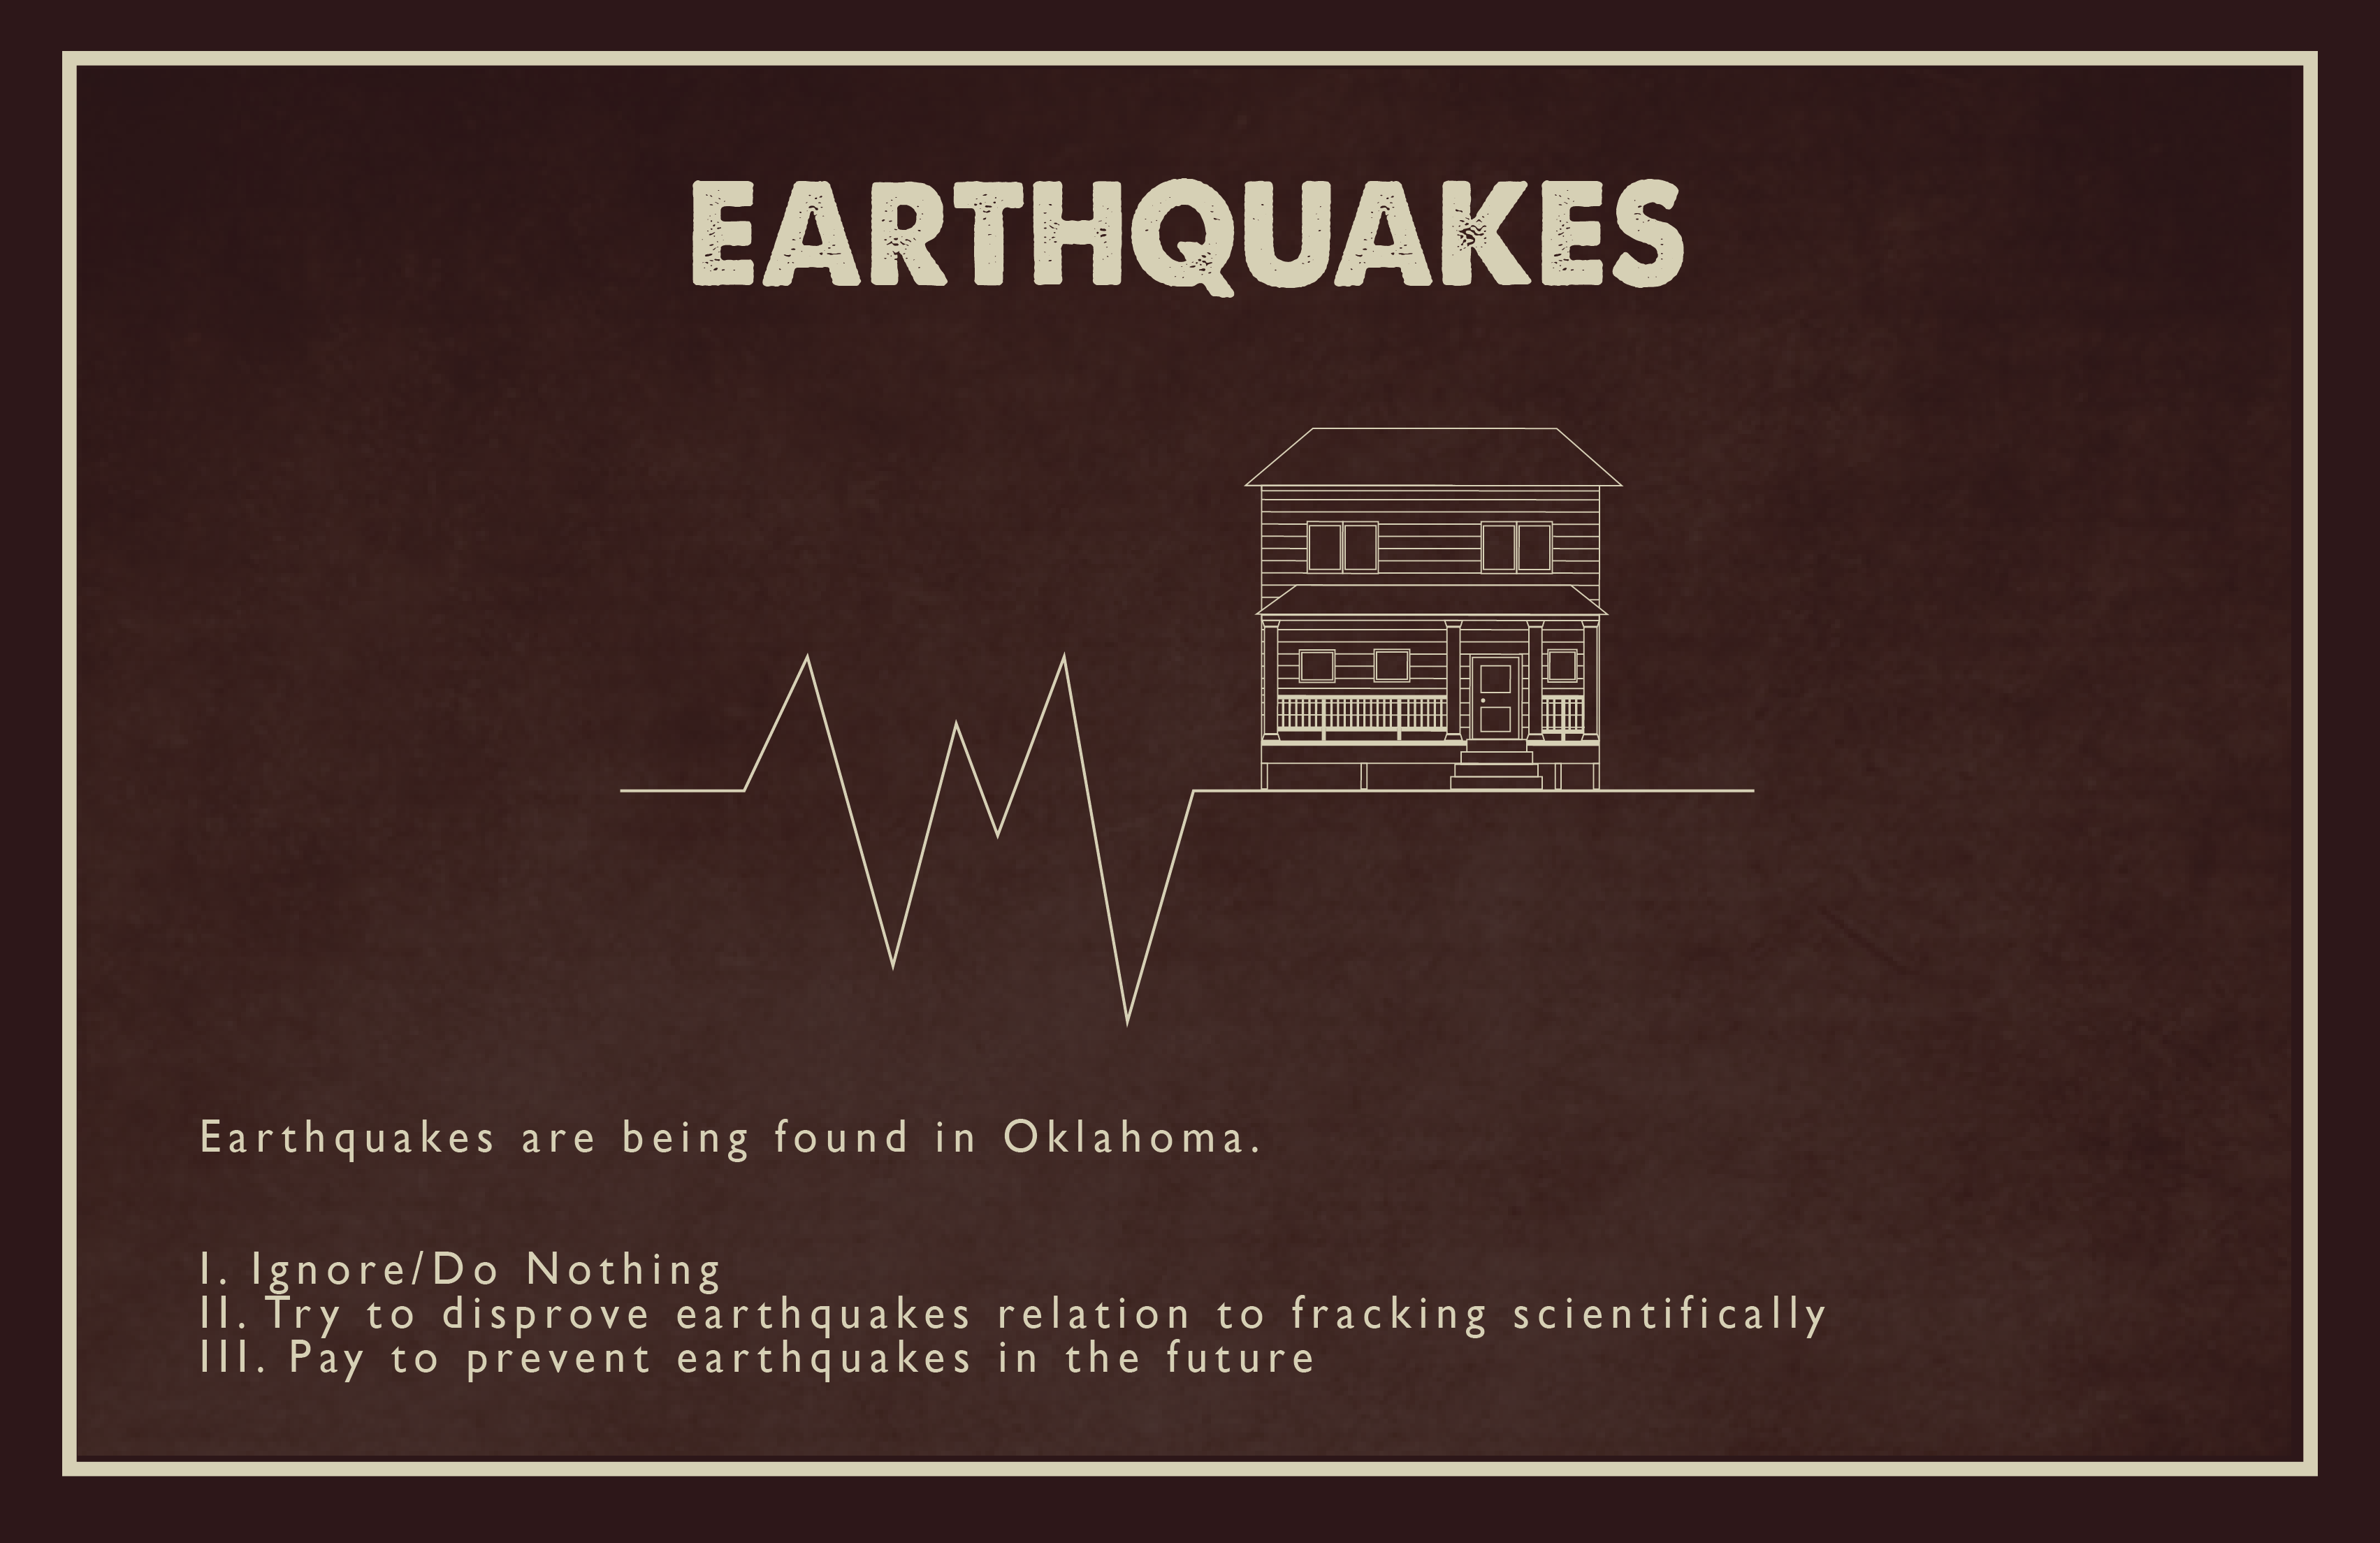 EARTHQUAKES
Earthquakes are being found in Oklahoma.
I. Ignore/Do Nothing
II. Try to disprove earthquakes relation to fracking scientifically
III. Pay to prevent earthquakes in the future